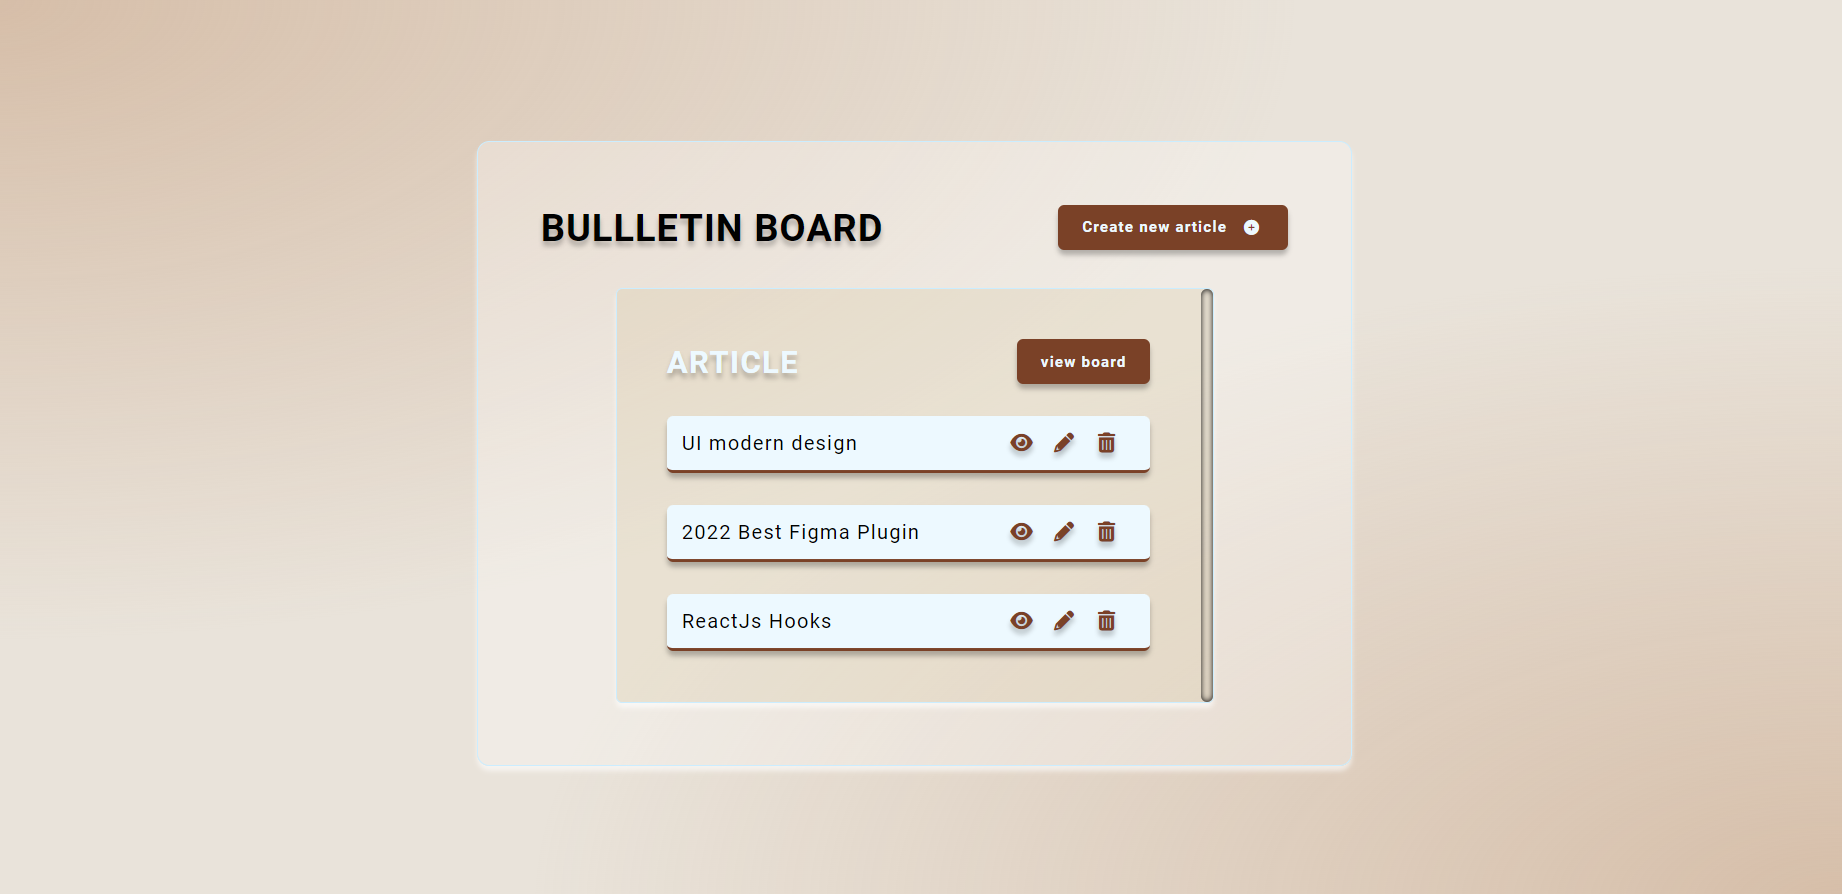 BULLLETIN BOARD
Create new article
ARTICLE
view board
UI modern design
2022 Best Figma Plugin
ReactJs Hooks